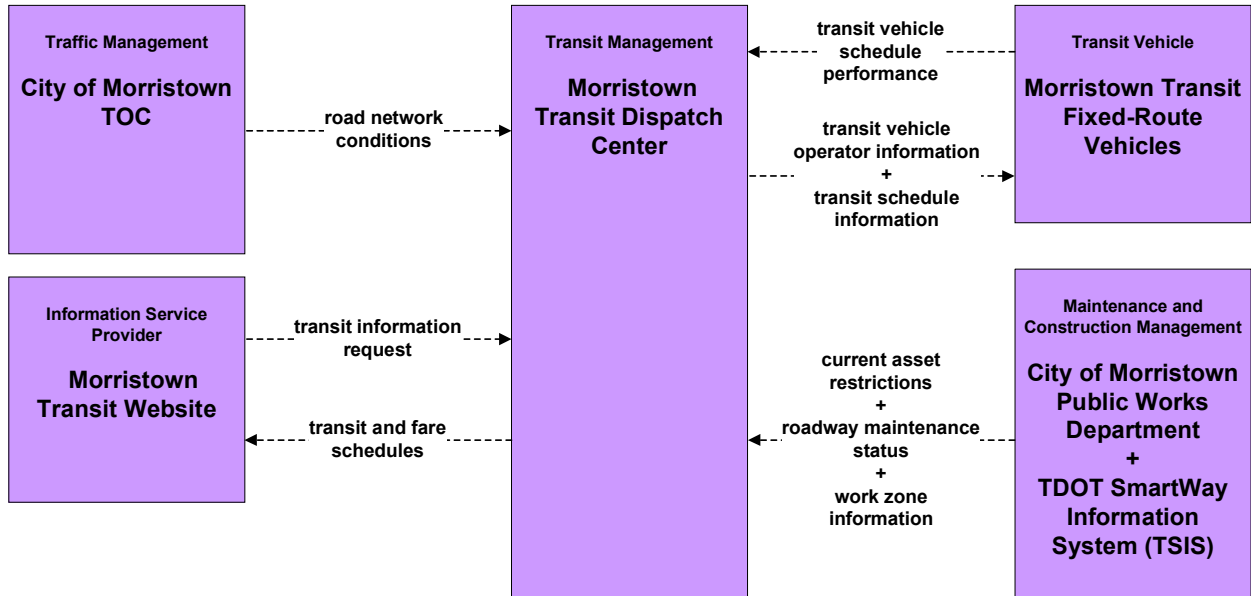 Traffic Management
City of Morristown
TOC
road network
conditions
Information Service
Provider
Morristown
Transit Website
transit information
request
transit and fare
schedules
Transit Management
Morristown
Transit Dispatch
Center
transit vehicle
schedule
performance
transit vehicle
operator information
+
transit schedule
information
Transit Vehicle
Morristown Transit
Fixed-Route
Vehicles
current asset
restrictions
+
roadway maintenance
status
+
work zone
information
Maintenance and
Construction Management
City of Morristown
Public Works
Department
+
TDOT SmartWay
Information
System (TSIS)